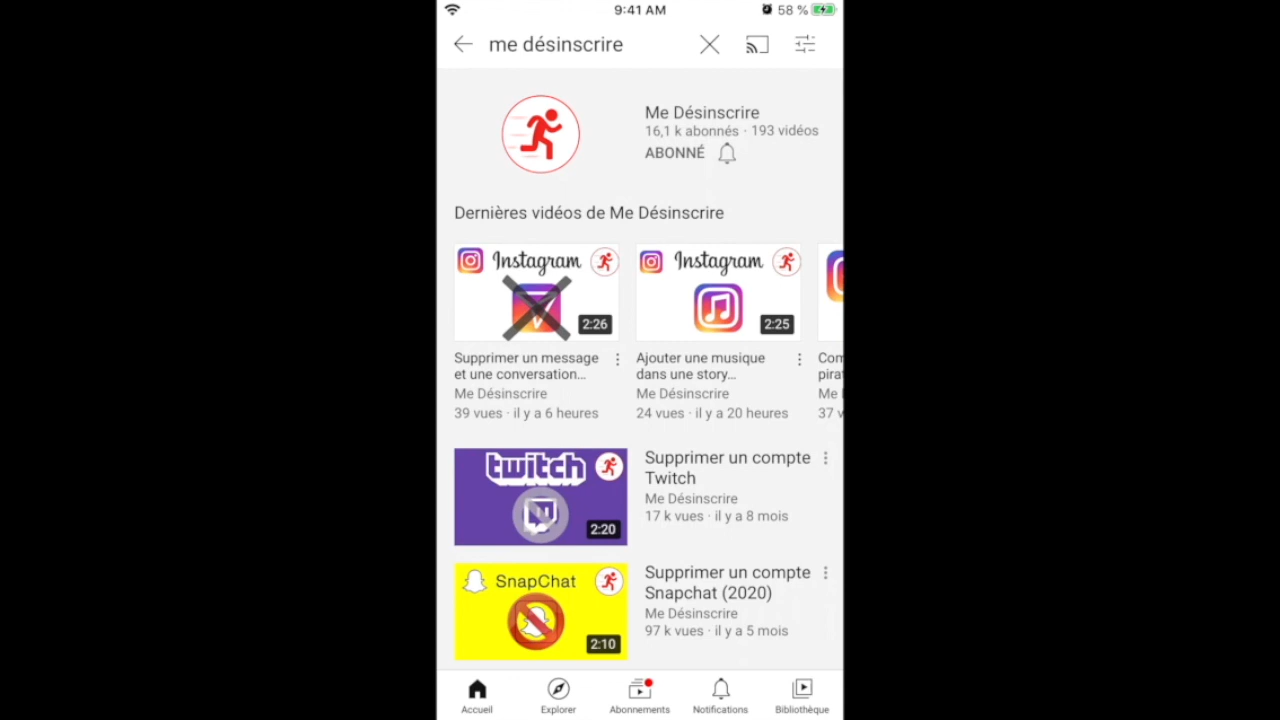 9:41 AM
58 %
me désinscrire
Me Désinscrire
16,1 k abonnés · 193 vidéos
ABONNÉ
Dernières vidéos de Me Désinscrire
Instagram
2:26
Instagram
2:25
Supprimer un message
et une conversation...
Me Désinscrire
39 vues · il y a 6 heures
Ajouter une musique
dans une story...
Me Désinscrire
24 vues · il y a 20 heures
Com
pirat
Me
37 v
twitch
2:20
Supprimer un compte
Twitch
Me Désinscrire
17 k vues · il y a 8 mois
SnapChat
2:10
Supprimer un compte
Snapchat (2020)
Me Désinscrire
97 k vues · il y a 5 mois
Accueil
Explorer
Abonnements
Notifications
Bibliothèque